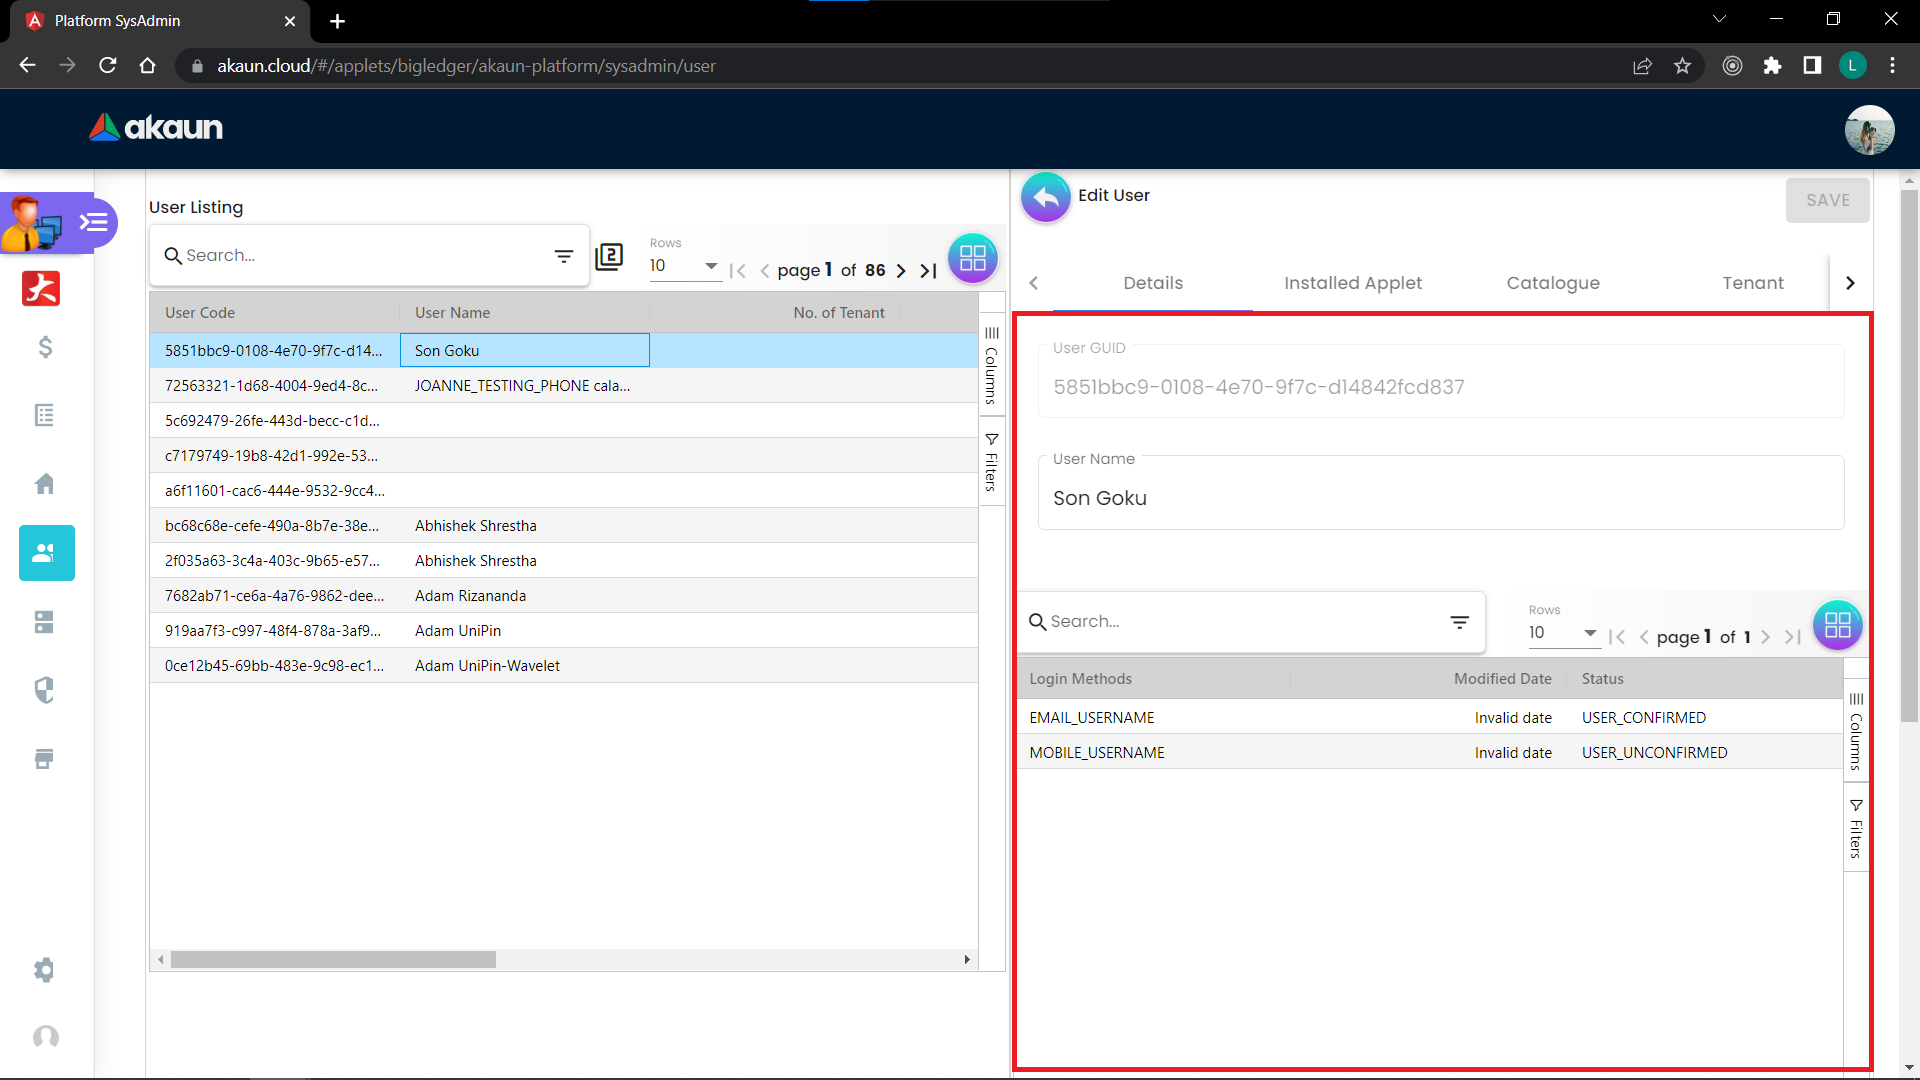 Platform SysAdmin
akaun.cloud/#/applets/bigledger/akaun-platform/sysadmin/user
L
akaun
User Listing
Search...
2
Rows
10
page 1 of 86
User Code User Name No. of Tenant
5851bbc9-0108-4e70-9f7c-d14... Son Goku
72563321-1d68-4004-9ed4-8c... JOANNE_TESTING_PHONE cala...
5c692479-26fe-443d-becc-c1d...
c7179749-19b8-42d1-992e-53...
a6f11601-cac6-444e-9532-9cc4...
bc68c68e-cefe-490a-8b7e-38e... Abhishek Shrestha
2f035a63-3c4a-403c-9b65-e57... Abhishek Shrestha
7682ab71-ce6a-4a76-9862-dee... Adam Rizananda
919aa7f3-c997-48f4-878a-3af9... Adam UniPin
0ce12b45-69bb-483e-9c98-ec1... Adam UniPin-Wavelet
Columns
Filters
Edit User
SAVE
Details Installed Applet Catalogue Tenant
User GUID
5851bbc9-0108-4e70-9f7c-d14842fcd837
User Name
Son Goku
Search...
Rows
10
page 1 of 1
Login Methods Modified Date Status
EMAIL_USERNAME Invalid date USER_CONFIRMED
MOBILE_USERNAME Invalid date USER_UNCONFIRMED
Columns
Filters